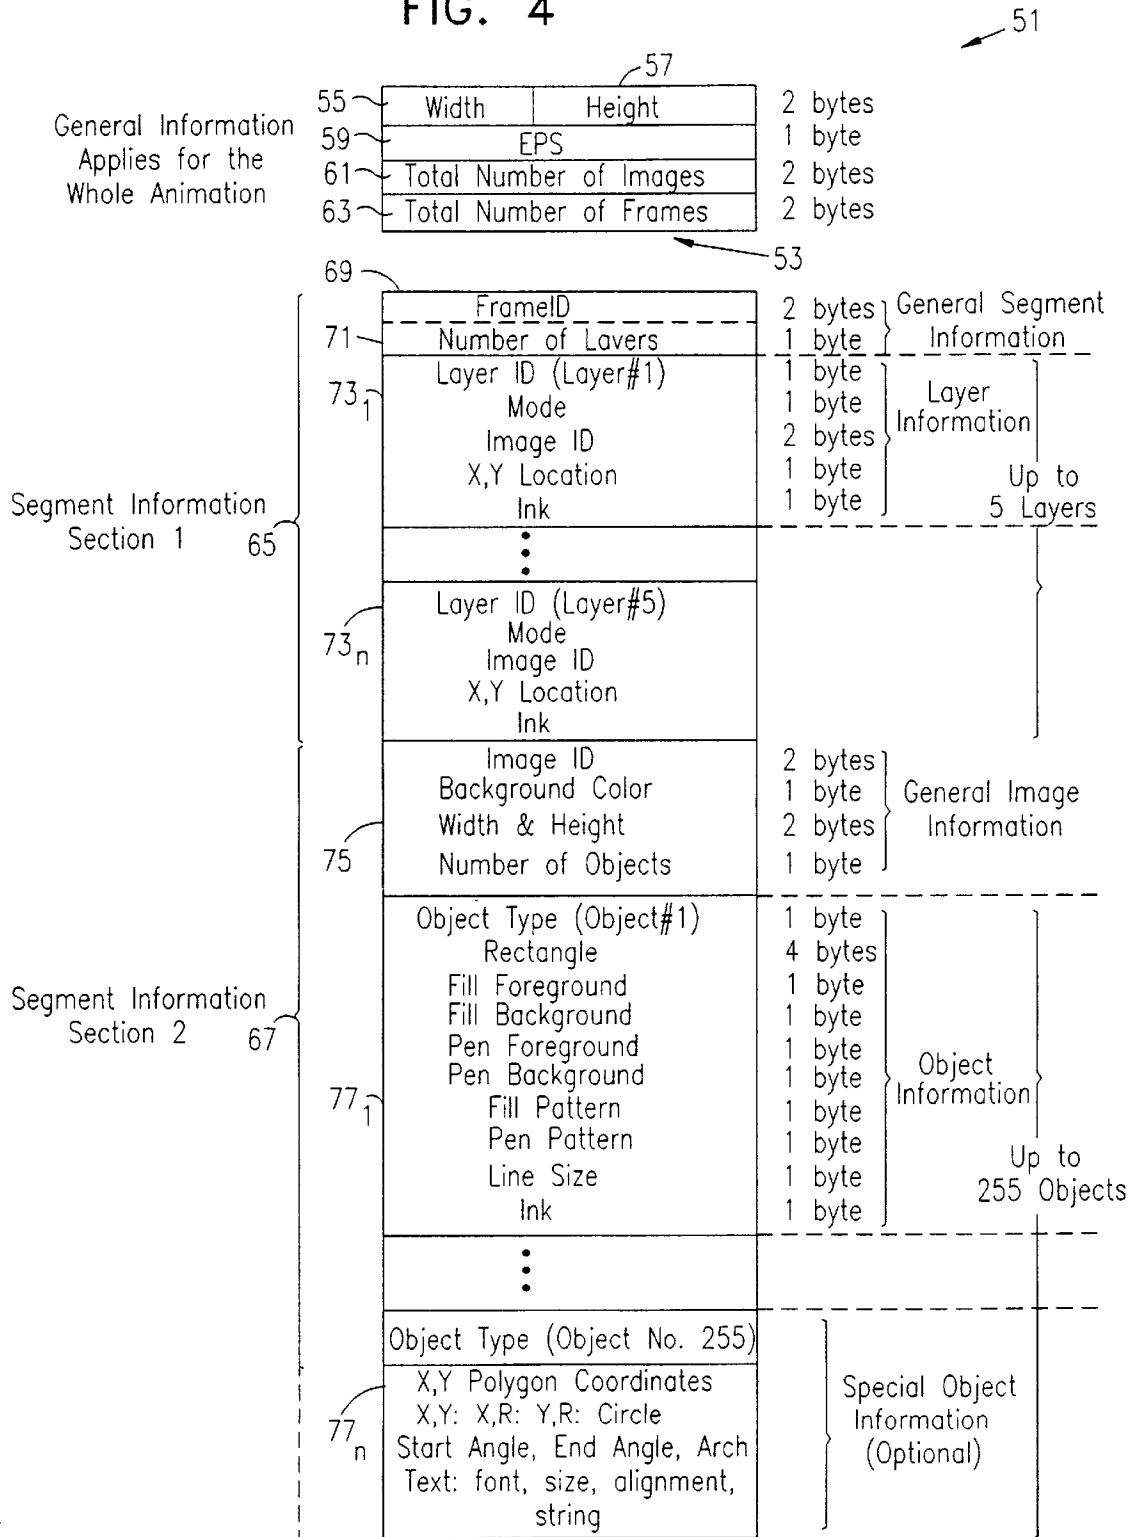 FIG. 4
51
57
55 Width Height 2 bytes
General Information Applies for the Whole Animation
59 EPS 1 byte
61 Total Number of Images 2 bytes
63 Total Number of Frames 2 bytes
53
69
FrameID 2 bytes
71 Number of Lavers 1 byte
General Segment Information
73 1
Layer ID (Layer#1) 1 byte
Mode 1 byte
Image ID 2 bytes
X,Y Location 1 byte
Ink 1 byte
Layer Information
Up to 5 Layers
Segment Information Section 1 65
73 n
Layer ID (Layer#5)
Mode
Image ID
X,Y Location
Ink
75
Image ID 2 bytes
Background Color 1 byte
Width & Height 2 bytes
Number of Objects 1 byte
General Image Information
Segment Information Section 2 67
77 1
Object Type (Object#1) 1 byte
Rectangle 4 bytes
Fill Foreground 1 byte
Fill Background 1 byte
Pen Foreground 1 byte
Pen Background 1 byte
Fill Pattern 1 byte
Pen Pattern 1 byte
Line Size 1 byte
Ink 1 byte
Object Information
Up to 255 Objects
Object Type (Object No. 255)
77 n
X,Y Polygon Coordinates
X,Y: X,R: Y,R: Circle
Start Angle, End Angle, Arch
Text: font, size, alignment,
string
Special Object Information (Optional)